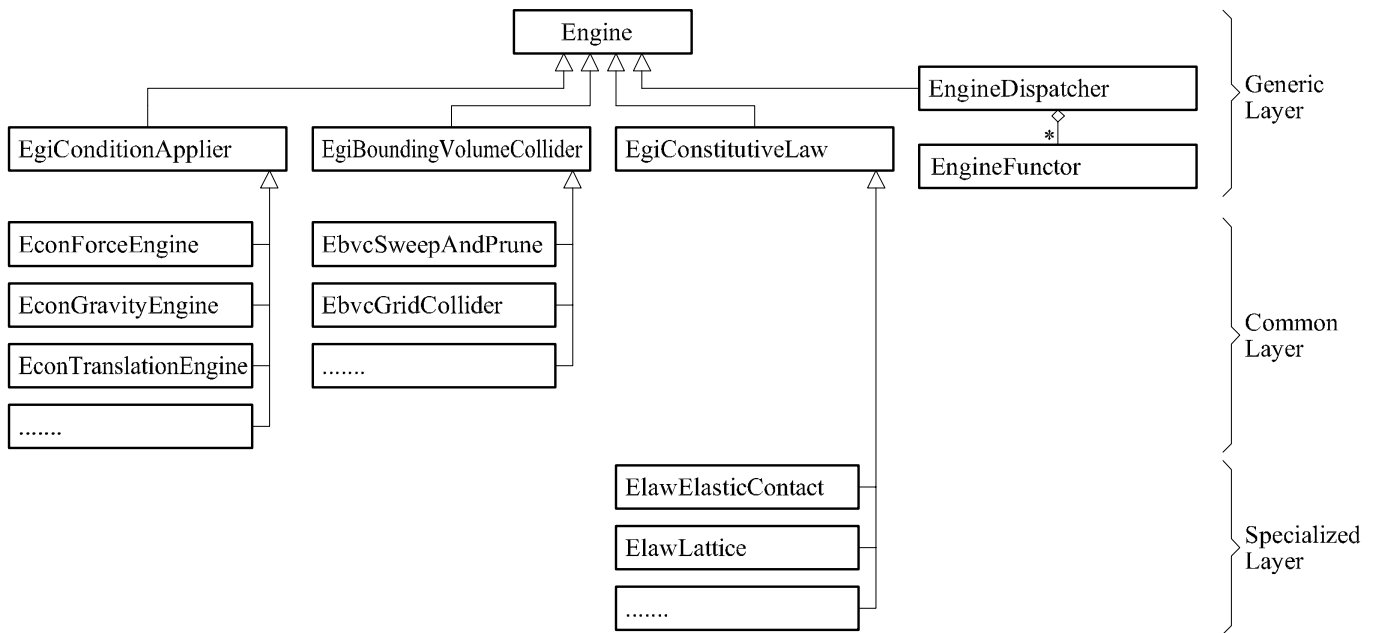 Engine
EngineDispatcher
*
EngineFunctor
EgiConditionApplier
EgiBoundingVolumeCollider
EgiConstitutiveLaw
Generic
Layer
EconForceEngine
EconGravityEngine
EconTranslationEngine
.......
EbvcSweepAndPrune
EbvcGridCollider
.......
Common
Layer
ElawElasticContact
ElawLattice
.......
Specialized
Layer